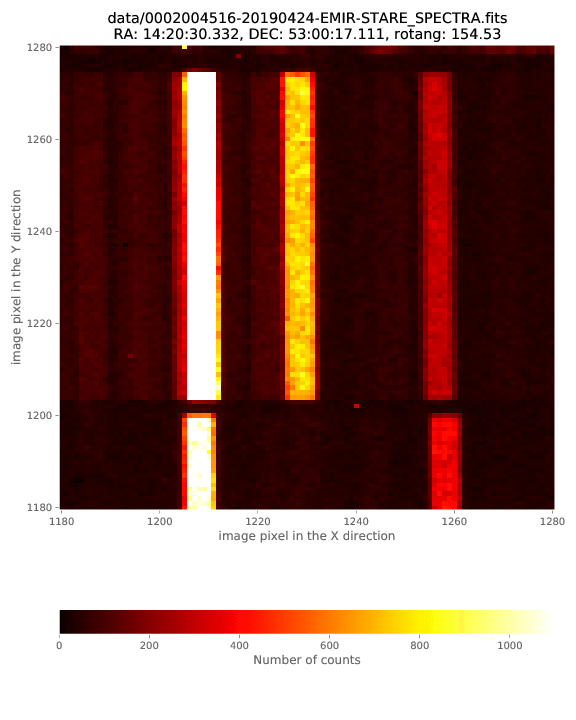 data/0002004516-20190424-EMIR-STARE_SPECTRA.fits
RA: 14:20:30.332, DEC: 53:00:17.111, rotang: 154.53
1280
1260
1240
1220
1200
1180
image pixel in the Y direction
1180 1200 1220 1240 1260 1280
image pixel in the X direction
0 200 400 600 800 1000
Number of counts